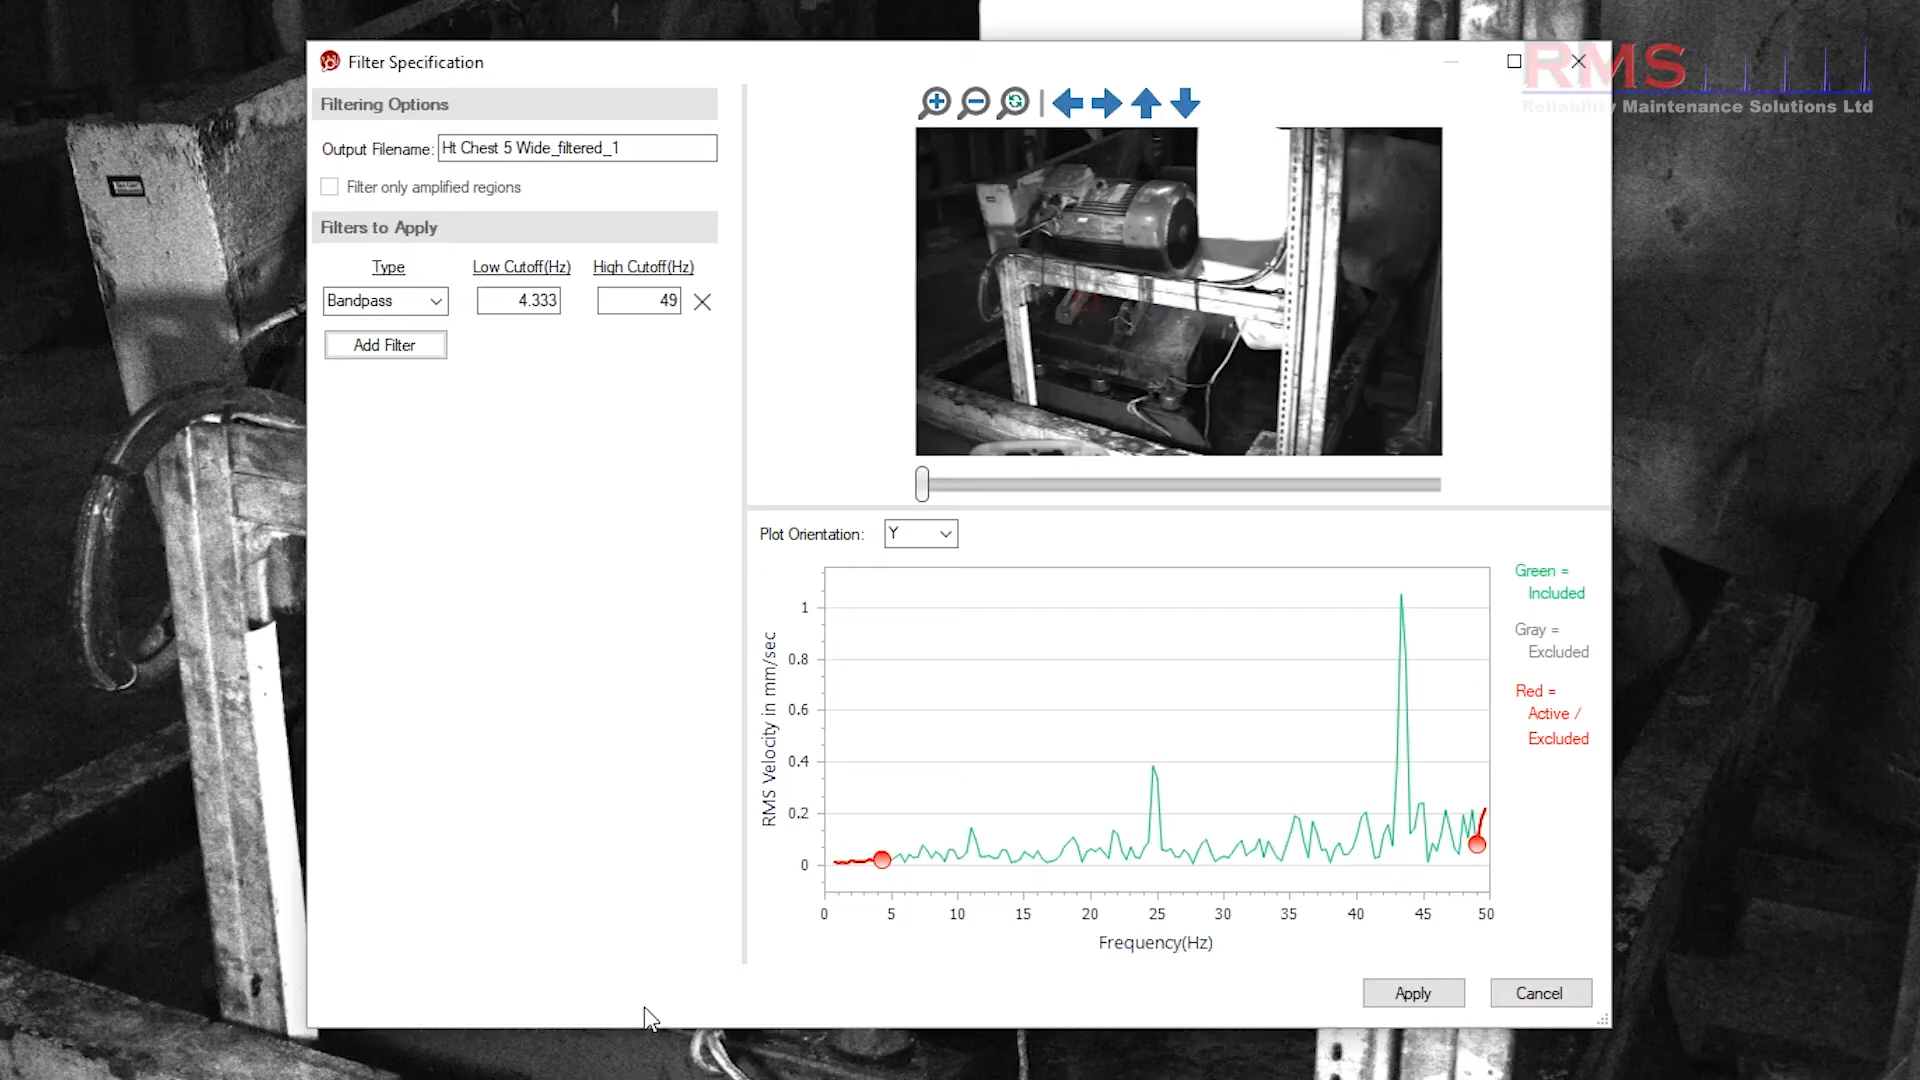 Filter Specification
RMS
Reliability Maintenance Solutions Ltd
Filtering Options
Output Filename: Ht Chest 5 Wide_filtered_1
Filter only amplified regions
Filters to Apply
Type Low Cutoff(Hz) High Cutoff(Hz)
Bandpass 4.333 49
Add Filter
Plot Orientation: Y
RMS Velocity in mm/sec
1
0.8
0.6
0.4
0.2
0
0 5 10 15 20 25 30 35 40 45 50
Frequency(Hz)
Green =
Included
Gray =
Excluded
Red =
Active /
Excluded
Apply Cancel